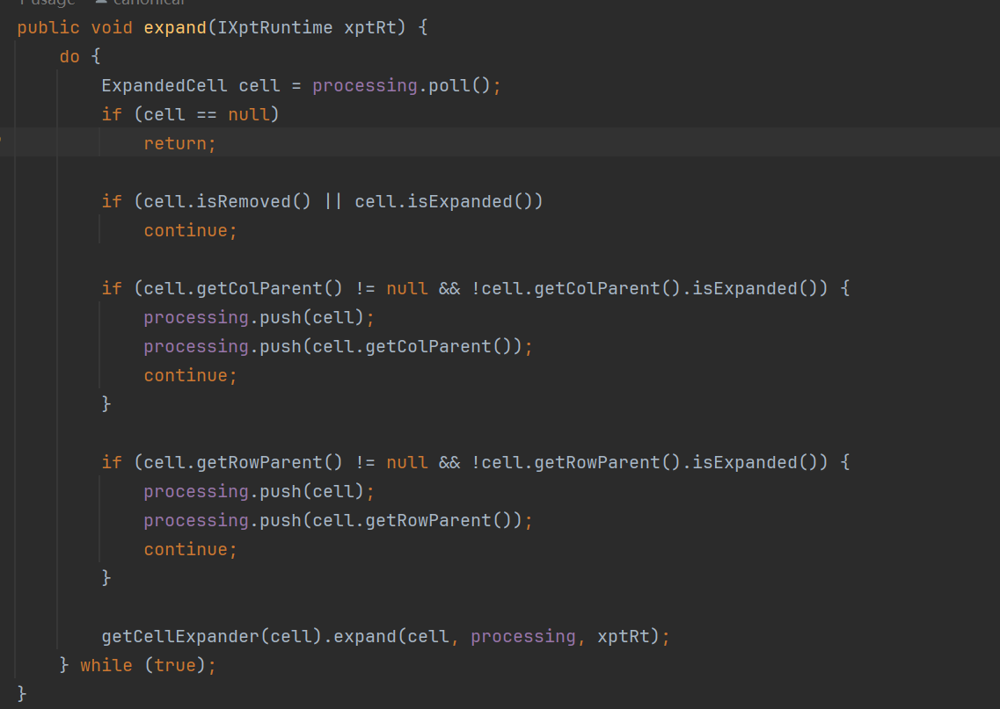 usage canonical
public void expand(IXptRuntime xptRt) {
    do {
        ExpandedCell cell = processing.poll();
        if (cell == null)
            return;
        if (cell.isRemoved() || cell.isExpanded())
            continue;
        if (cell.getColParent() != null && !cell.getColParent().isExpanded()) {
            processing.push(cell);
            processing.push(cell.getColParent());
            continue;
        }
        if (cell.getRowParent() != null && !cell.getRowParent().isExpanded()) {
            processing.push(cell);
            processing.push(cell.getRowParent());
            continue;
        }
        getCellExpander(cell).expand(cell, processing, xptRt);
    } while (true);
}